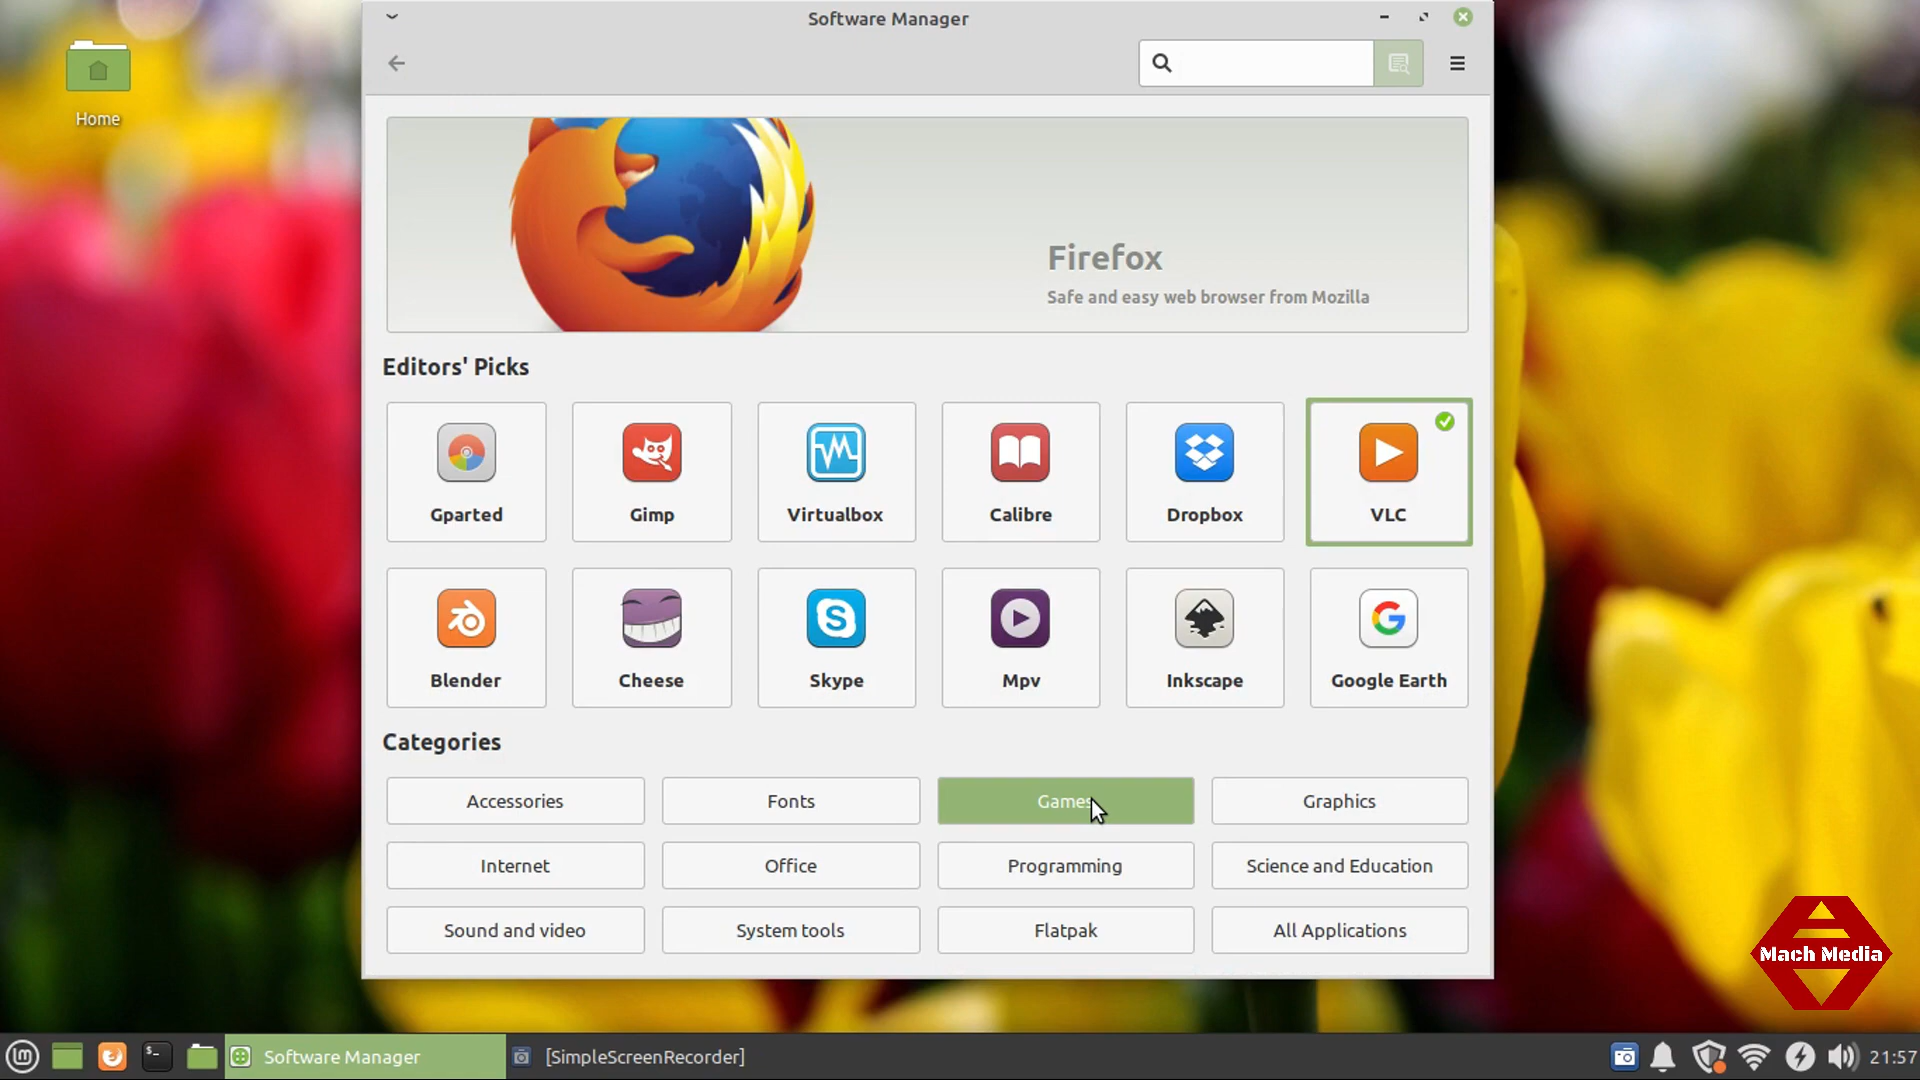 Software Manager
Home
Firefox
Safe and easy web browser from Mozilla
Editors' Picks
Gparted
Gimp
Virtualbox
Calibre
Dropbox
VLC
Blender
Cheese
Skype
Mpv
Inkscape
Google Earth
Categories
Accessories
Fonts
Games
Graphics
Internet
Office
Programming
Science and Education
Sound and video
System tools
Flatpak
All Applications
Mach Media
Software Manager
[SimpleScreenRecorder]
21:57